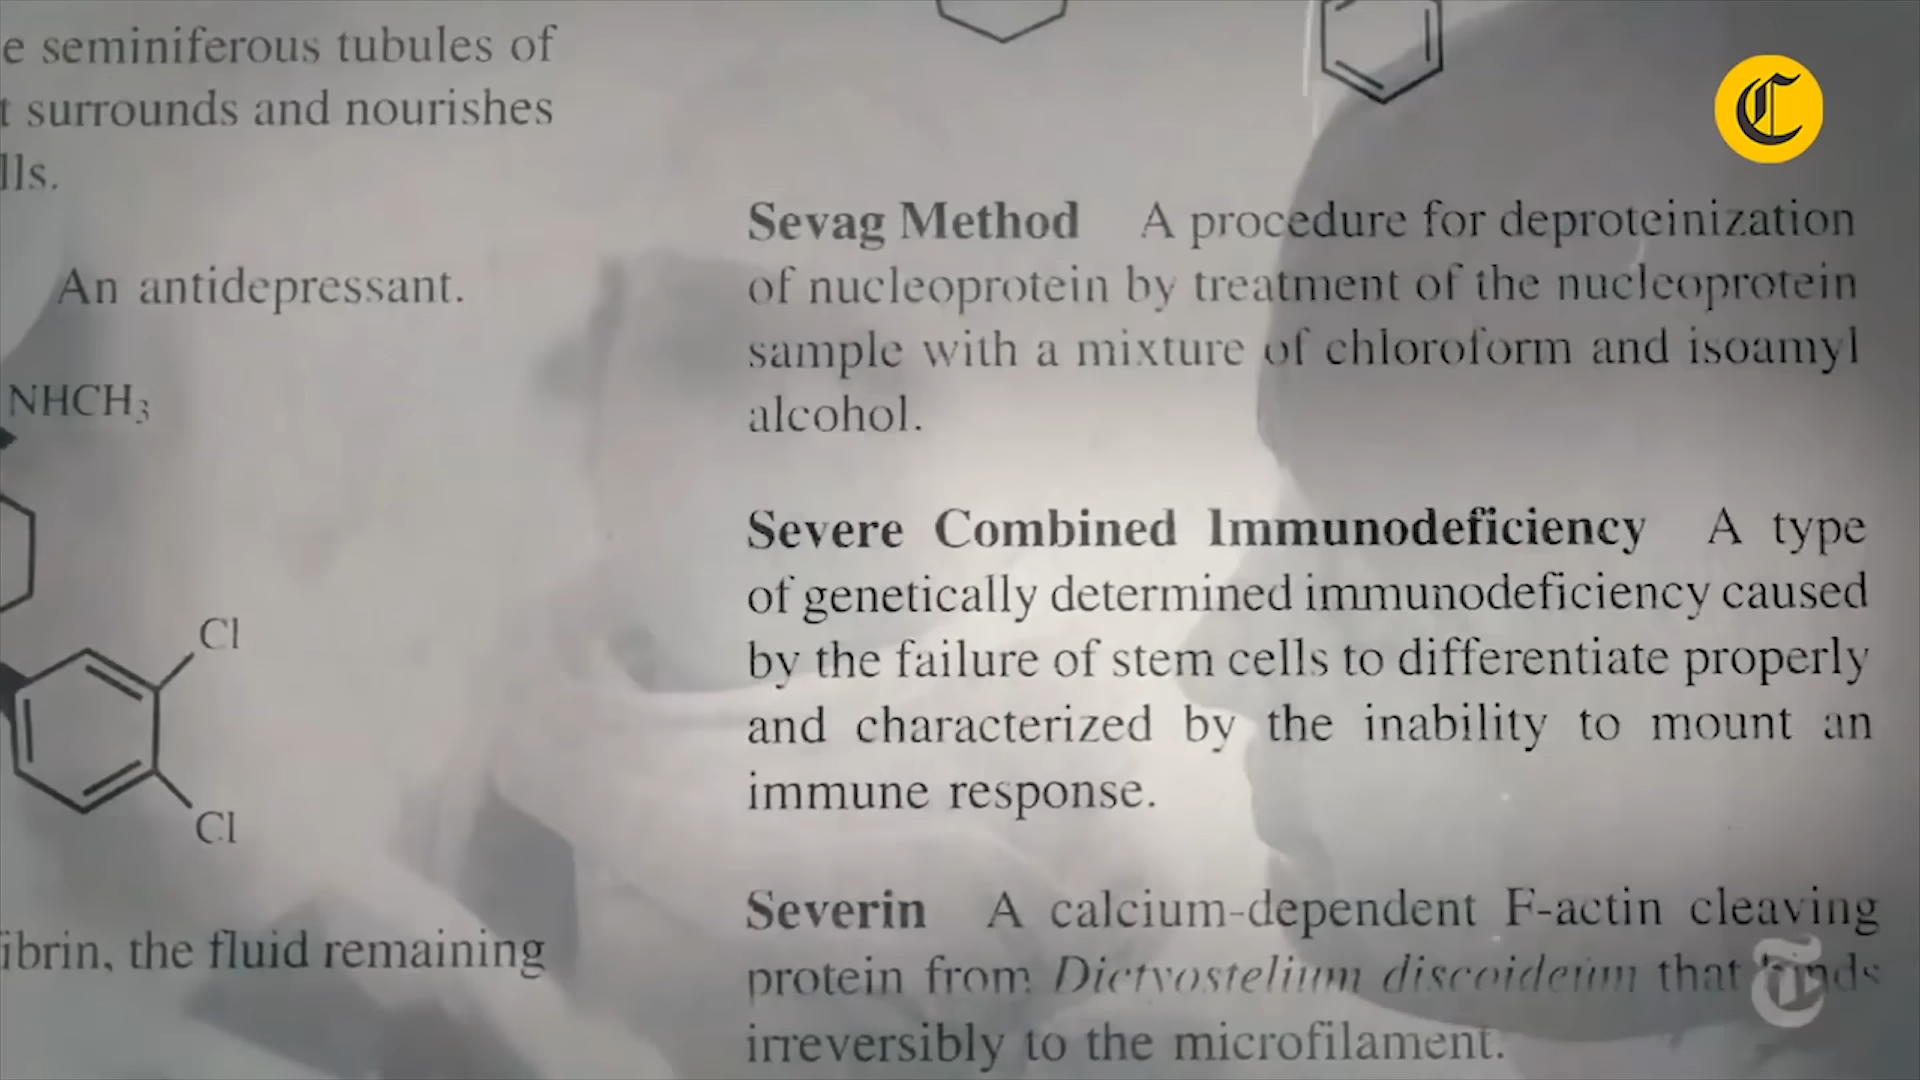 e seminiferous tubules of
t surrounds and nourishes
lls.
An antidepressant.
NHCH₃
Cl
Cl
ibrin, the fluid remaining
C
Sevag Method A procedure for deproteinization
of nucleoprotein by treatment of the nucleoprotein
sample with a mixture of chloroform and isoamyl
alcohol.
Severe Combined Immunodeficiency A type
of genetically determined immunodeficiency caused
by the failure of stem cells to differentiate properly
and characterized by the inability to mount an
immune response.
Severin A calcium-dependent F-actin cleaving
protein from Dictyostelium discoideum that binds
irreversibly to the microfilament.
T